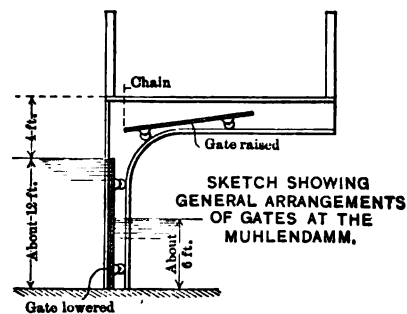 Chain
4 ft.
Gate raised
SKETCH SHOWING
GENERAL ARRANGEMENTS
OF GATES AT THE
MUHLENDAMM.
About 12 ft.
About
6 ft.
Gate lowered